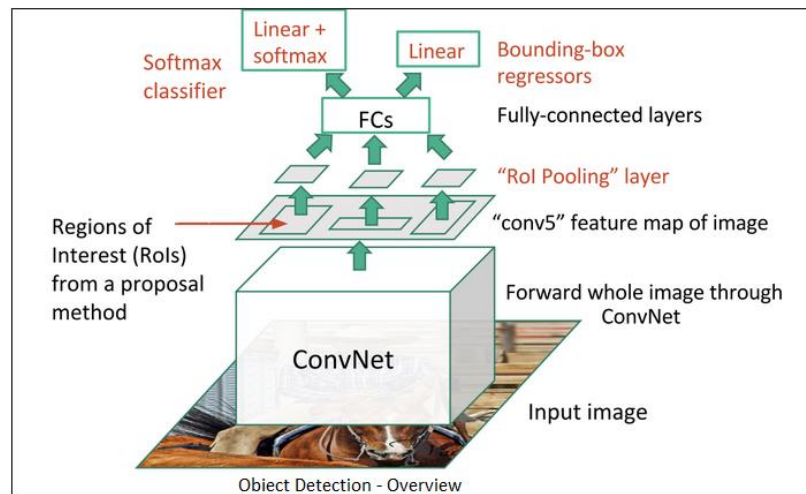 Linear +
softmax
Softmax
classifier
Linear
Bounding-box
regressors
FCs
Fully-connected layers
“RoI Pooling” layer
Regions of
Interest (RoIs)
from a proposal
method
“conv5” feature map of image
Forward whole image through
ConvNet
ConvNet
Input image
Object Detection - Overview